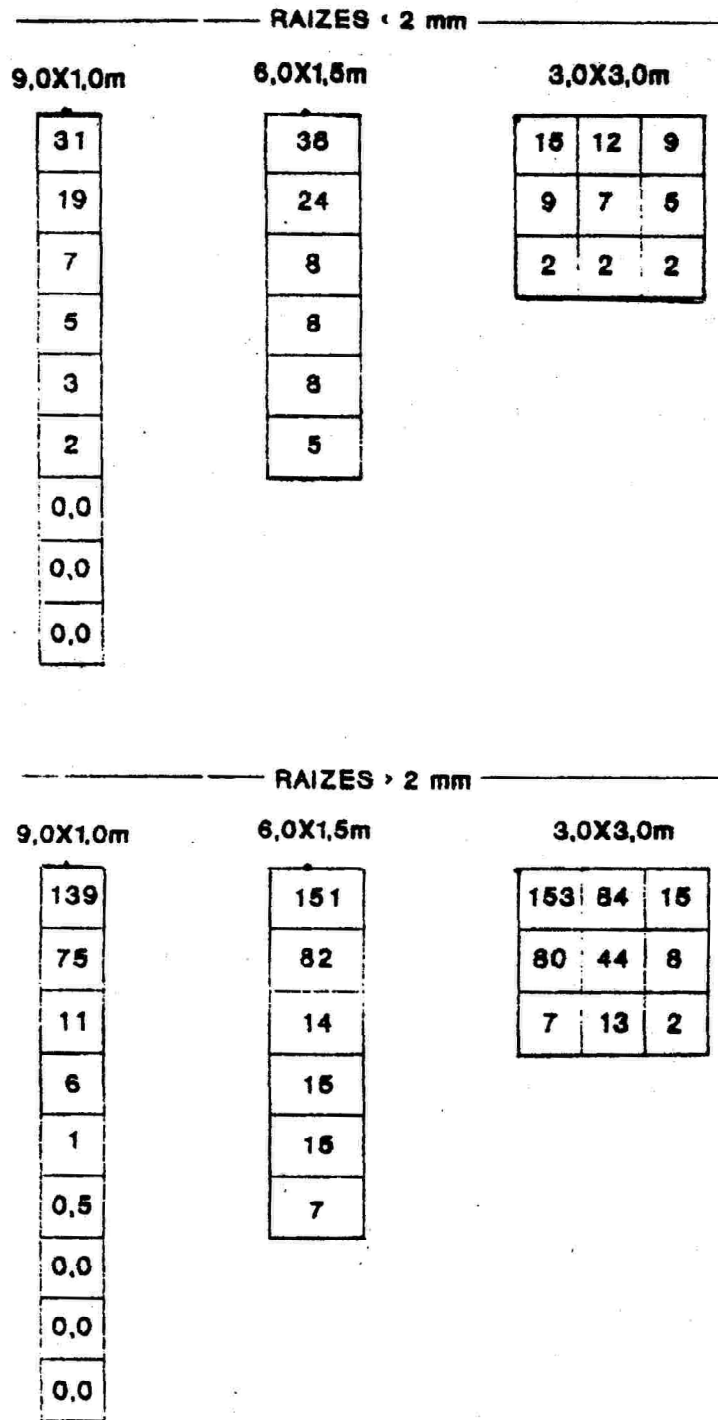 RAIZES < 2 mm
9,0X1,0m 6,0X1,5m 3,0X3,0m
31 38 15 12 9
19 24 9 7 5
7 8 2 2 2
5 8
3 8
2 5
0,0
0,0
0,0
RAIZES > 2 mm
9,0X1,0m 6,0X1,5m 3,0X3,0m
139 151 153 84 15
75 82 80 44 8
11 14 7 13 2
6 15
1 15
0,5 7
0,0
0,0
0,0